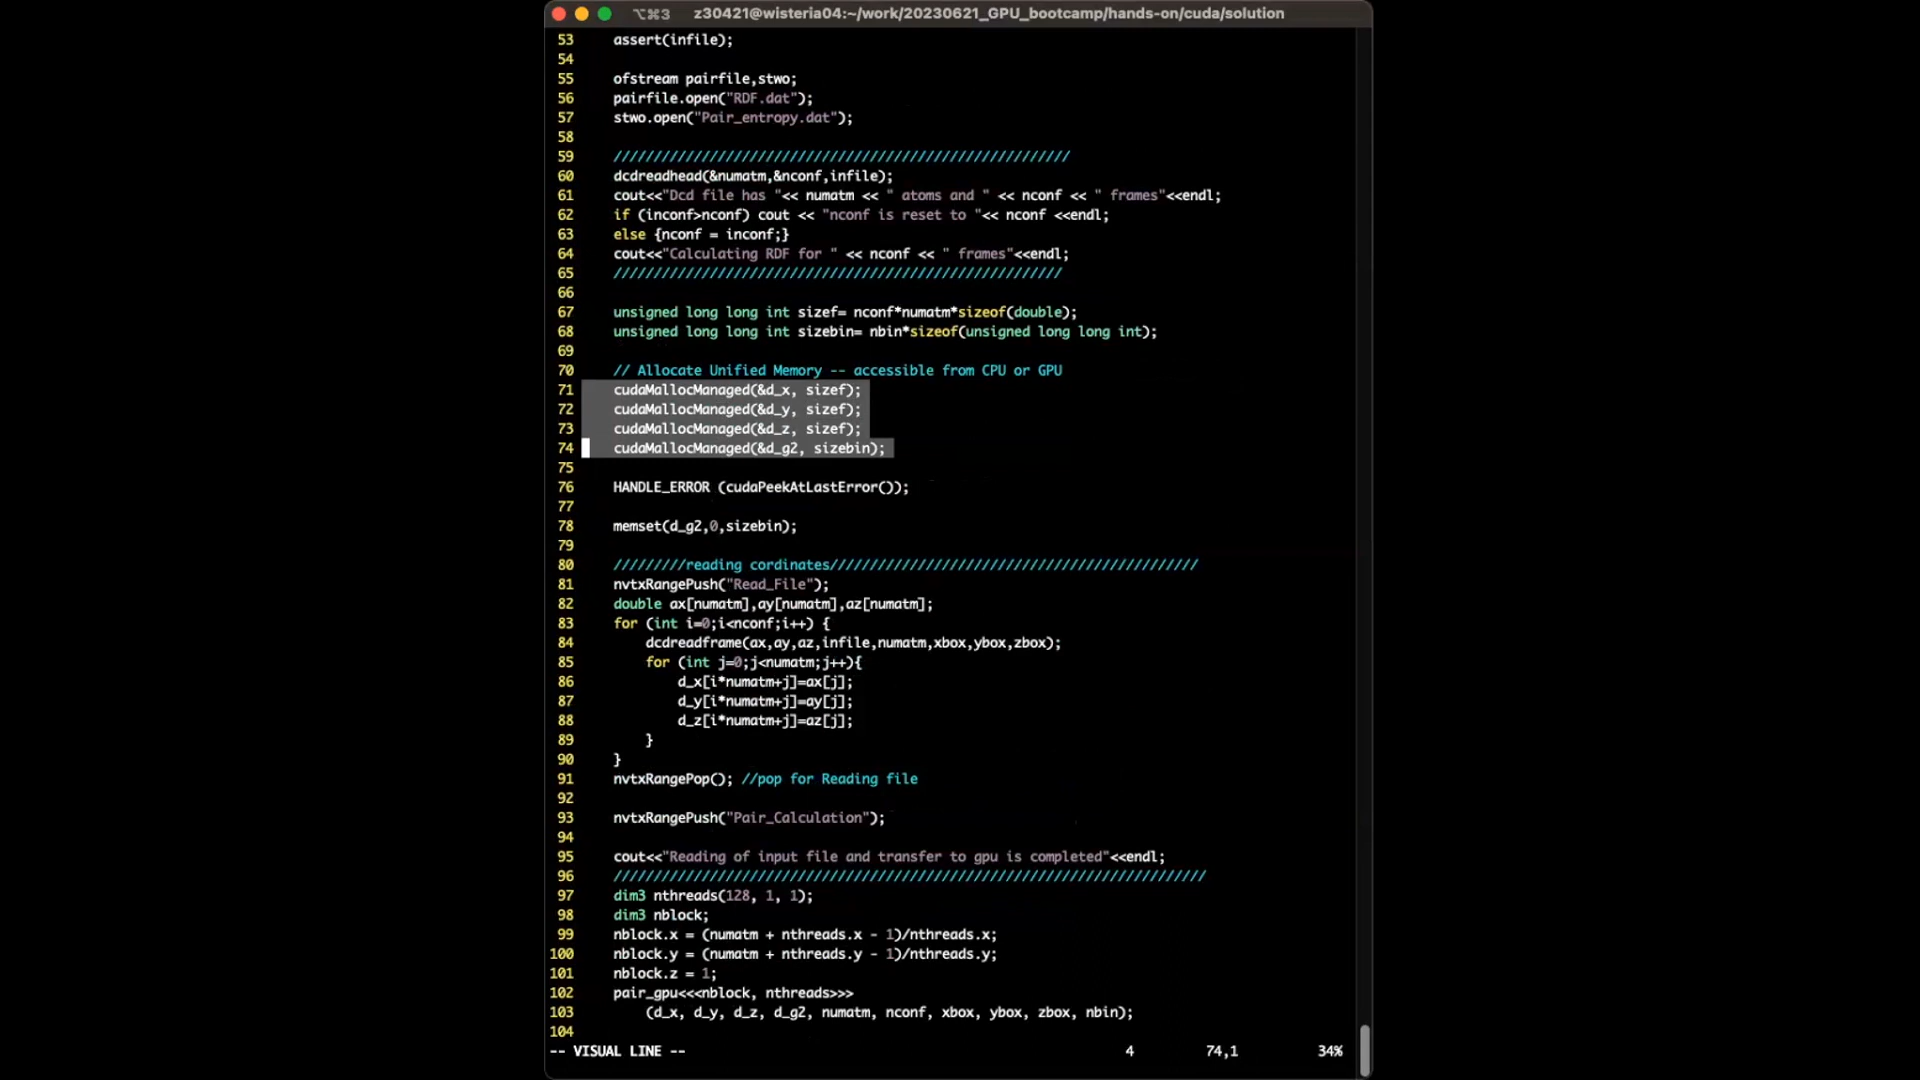 ⌥⌘3 z30421@wisteria04:~/work/20230621_GPU_bootcamp/hands-on/cuda/solution
53     assert(infile);
54
55     ofstream pairfile,stwo;
56     pairfile.open("RDF.dat");
57     stwo.open("Pair_entropy.dat");
58
59     /////////////////////////////////////////////////////////
60     dcdreadhead(&numatm,&nconf,infile);
61     cout<<"Dcd file has "<< numatm << " atoms and " << nconf << " frames"<<endl;
62     if (inconf>nconf) cout << "nconf is reset to "<< nconf <<endl;
63     else {nconf = inconf;}
64     cout<<"Calculating RDF for " << nconf << " frames"<<endl;
65     ////////////////////////////////////////////////////////
66
67     unsigned long long int sizef= nconf*numatm*sizeof(double);
68     unsigned long long int sizebin= nbin*sizeof(unsigned long long int);
69
70     // Allocate Unified Memory -- accessible from CPU or GPU
71     cudaMallocManaged(&d_x, sizef);
72     cudaMallocManaged(&d_y, sizef);
73     cudaMallocManaged(&d_z, sizef);
74     cudaMallocManaged(&d_g2, sizebin);
75
76     HANDLE_ERROR (cudaPeekAtLastError());
77
78     memset(d_g2,0,sizebin);
79
80     /////////reading cordinates//////////////////////////////////////////////
81     nvtxRangePush("Read_File");
82     double ax[numatm],ay[numatm],az[numatm];
83     for (int i=0;i<nconf;i++) {
84         dcdreadframe(ax,ay,az,infile,numatm,xbox,ybox,zbox);
85         for (int j=0;j<numatm;j++){
86             d_x[i*numatm+j]=ax[j];
87             d_y[i*numatm+j]=ay[j];
88             d_z[i*numatm+j]=az[j];
89         }
90     }
91     nvtxRangePop(); //pop for Reading file
92
93     nvtxRangePush("Pair_Calculation");
94
95     cout<<"Reading of input file and transfer to gpu is completed"<<endl;
96     //////////////////////////////////////////////////////////////////////////
97     dim3 nthreads(128, 1, 1);
98     dim3 nblock;
99     nblock.x = (numatm + nthreads.x - 1)/nthreads.x;
100     nblock.y = (numatm + nthreads.y - 1)/nthreads.y;
101     nblock.z = 1;
102     pair_gpu<<<nblock, nthreads>>>
103         (d_x, d_y, d_z, d_g2, numatm, nconf, xbox, ybox, zbox, nbin);
104
-- VISUAL LINE -- 4 74,1 34%